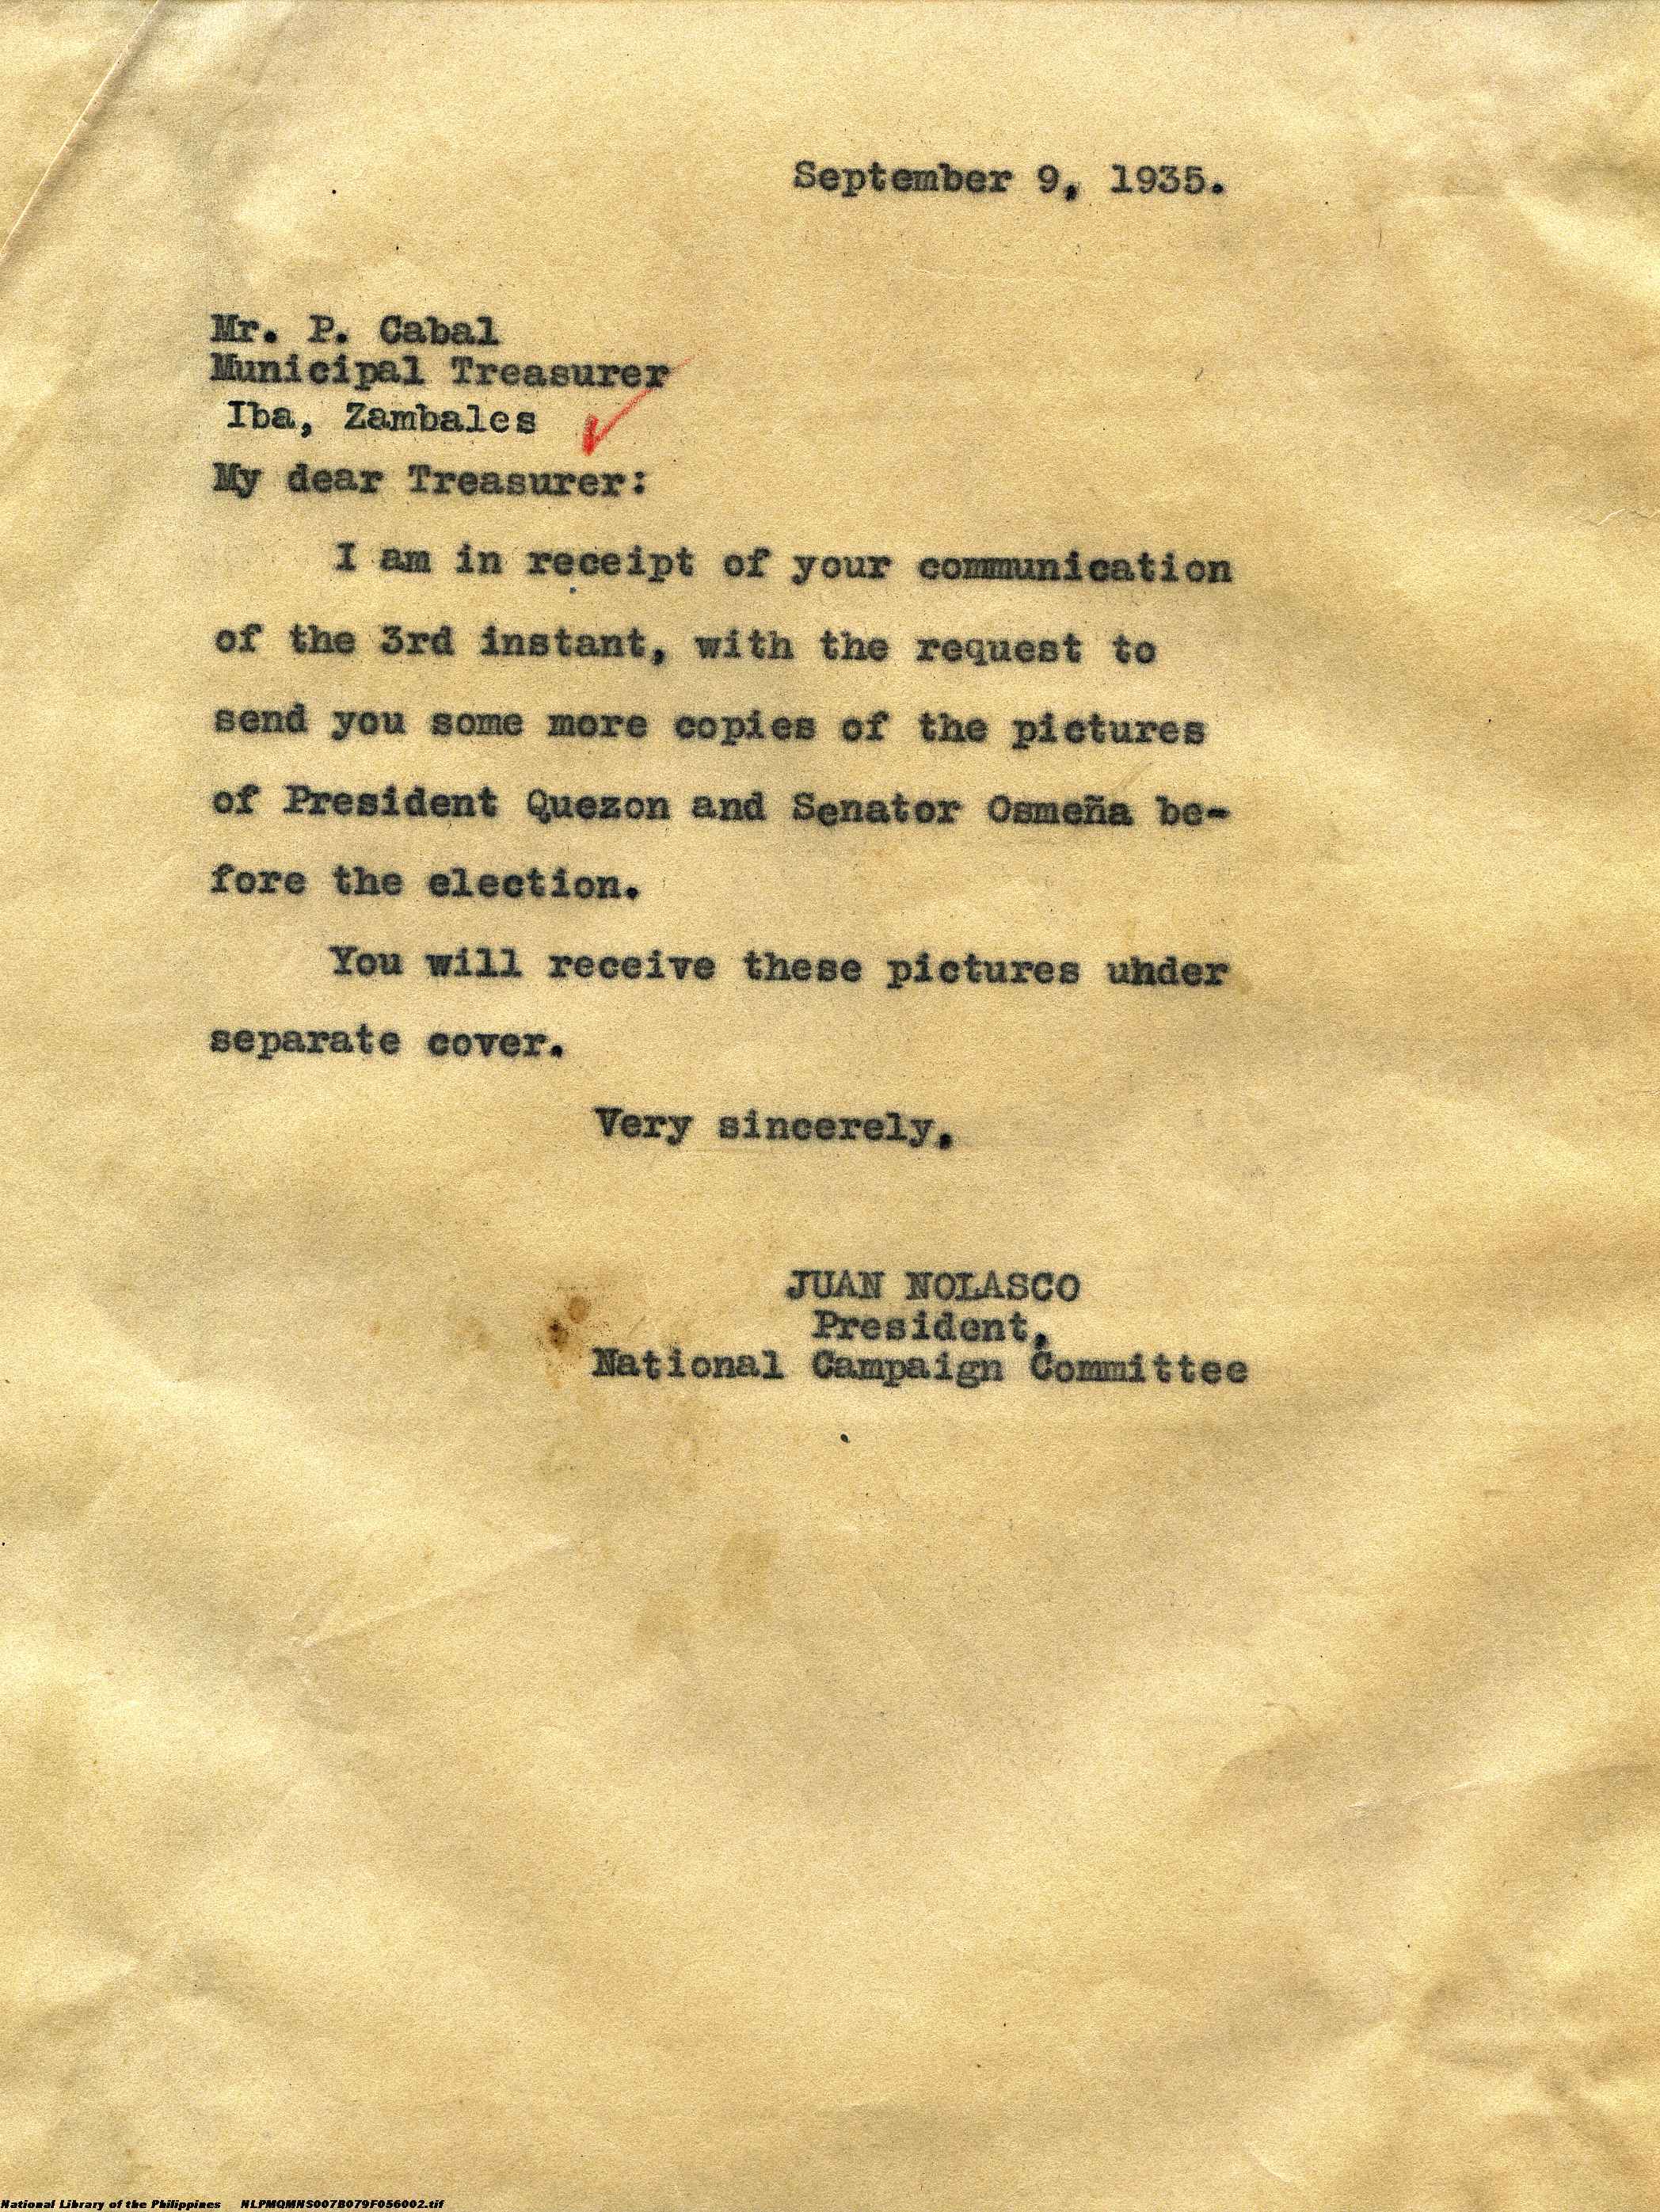 September 9, 1935.
Mr. P. Cabal
Municipal Treasurer
Iba, Zambales
My dear Treasurer:
I am in receipt of your communication
of the 3rd instant, with the request to
send you some more copies of the pictures
of President Quezon and Senator Osmeña be-
fore the election.
You will receive these pictures under
separate cover.
Very sincerely,
JUAN NOLASCO
President,
National Campaign Committee
National Library of the Philippines NLPMQMNS007B079F056002.tif